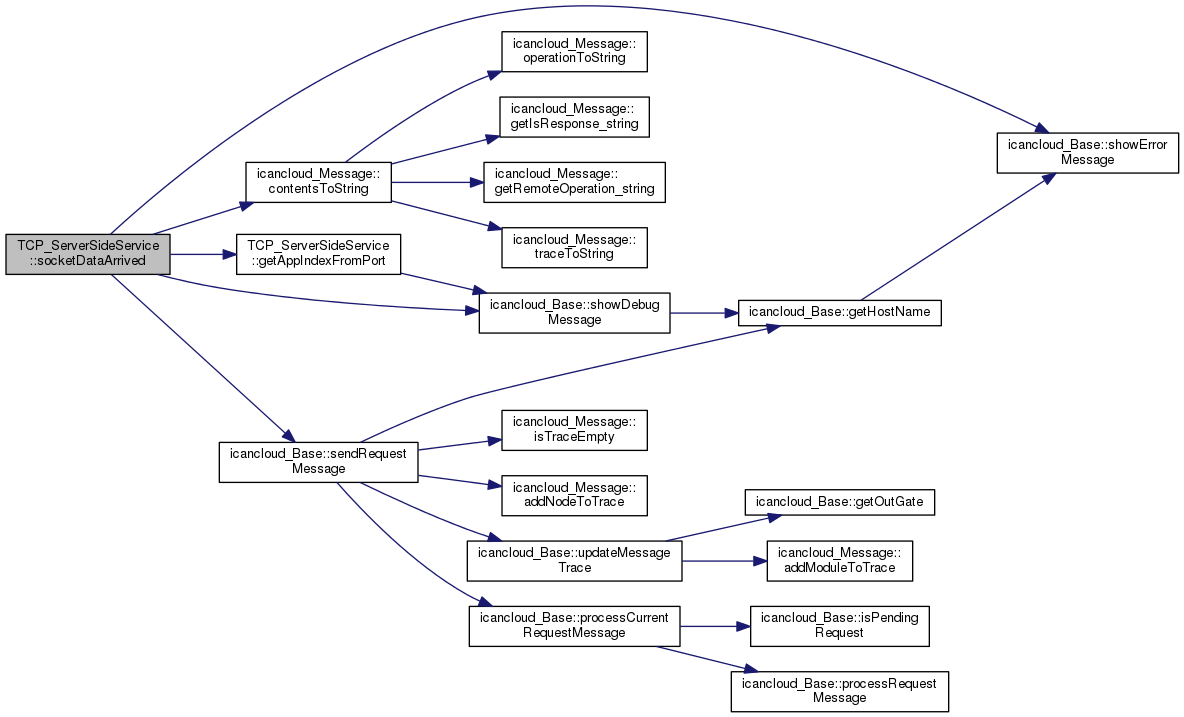 TCP_ServerSideService
::socketDataArrived
icancloud_Message::
contentsToString
icancloud_Message::
operationToString
icancloud_Message::
getIsResponse_string
icancloud_Message::
getRemoteOperation_string
icancloud_Message::
traceToString
TCP_ServerSideService
::getAppIndexFromPort
icancloud_Base::showDebug
Message
icancloud_Base::getHostName
icancloud_Base::showError
Message
icancloud_Base::sendRequest
Message
icancloud_Message::
isTraceEmpty
icancloud_Message::
addNodeToTrace
icancloud_Base::updateMessage
Trace
icancloud_Base::getOutGate
icancloud_Message::
addModuleToTrace
icancloud_Base::processCurrent
RequestMessage
icancloud_Base::isPending
Request
icancloud_Base::processRequest
Message